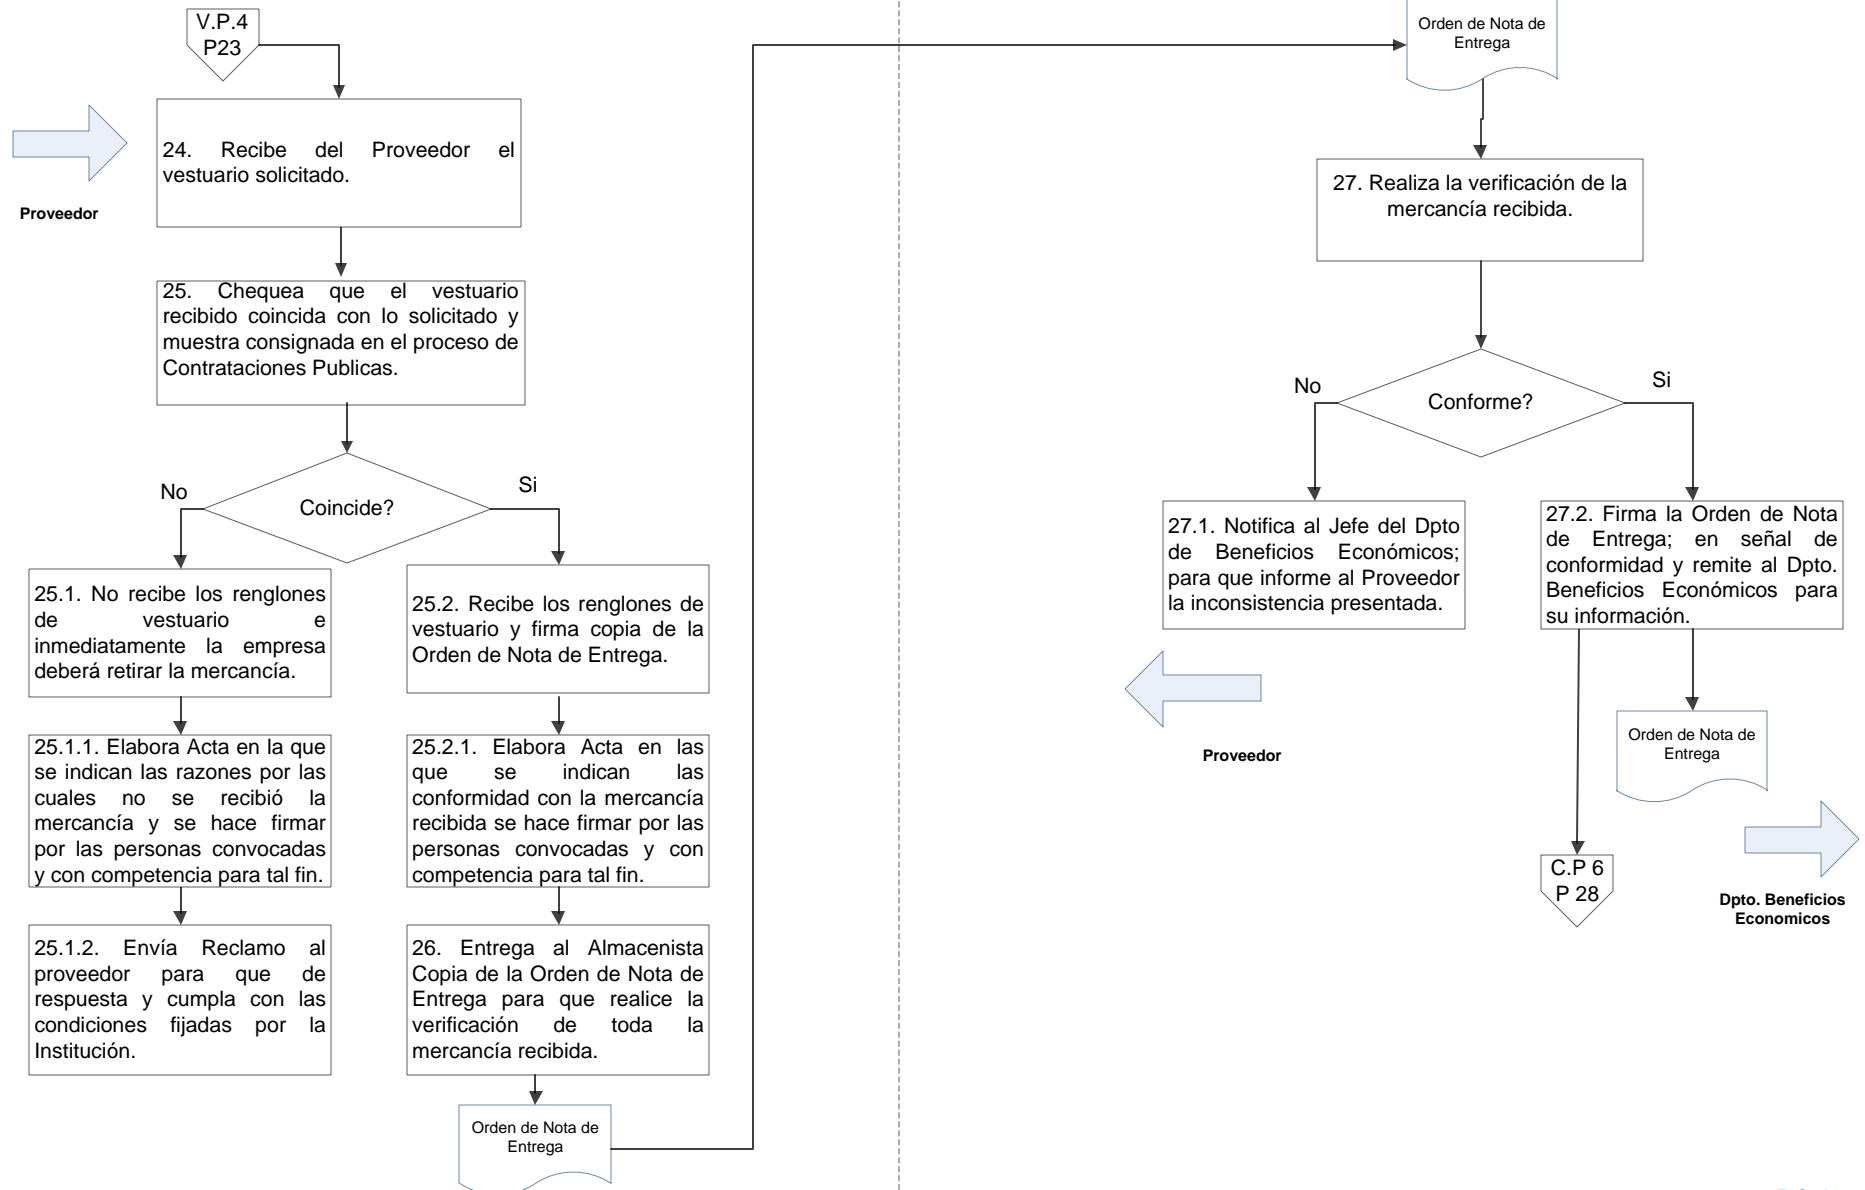 V.P.4
P23
Proveedor
24. Recibe del Proveedor el
vestuario solicitado.
25. Chequea que el vestuario
recibido coincida con lo solicitado y
muestra consignada en el proceso de
Contrataciones Publicas.
Coincide?
No
Si
25.1. No recibe los renglones
de vestuario e
inmediatamente la empresa
deberá retirar la mercancía.
25.1.1. Elabora Acta en la que
se indican las razones por las
cuales no se recibió la
mercancía y se hace firmar
por las personas convocadas
y con competencia para tal fin.
25.1.2. Envía Reclamo al
proveedor para que de
respuesta y cumpla con las
condiciones fijadas por la
Institución.
25.2. Recibe los renglones de
vestuario y firma copia de la
Orden de Nota de Entrega.
25.2.1. Elabora Acta en las
que se indican las
conformidad con la mercancía
recibida se hace firmar por las
personas convocadas y con
competencia para tal fin.
26. Entrega al Almacenista
Copia de la Orden de Nota de
Entrega para que realice la
verificación de toda la
mercancía recibida.
Orden de Nota de
Entrega
Orden de Nota de
Entrega
27. Realiza la verificación de la
mercancía recibida.
Conforme?
No
Si
27.1. Notifica al Jefe del Dpto
de Beneficios Económicos;
para que informe al Proveedor
la inconsistencia presentada.
Proveedor
27.2. Firma la Orden de Nota
de Entrega; en señal de
conformidad y remite al Dpto.
Beneficios Económicos para
su información.
Orden de Nota de
Entrega
C.P 6
P 28
Dpto. Beneficios
Economicos